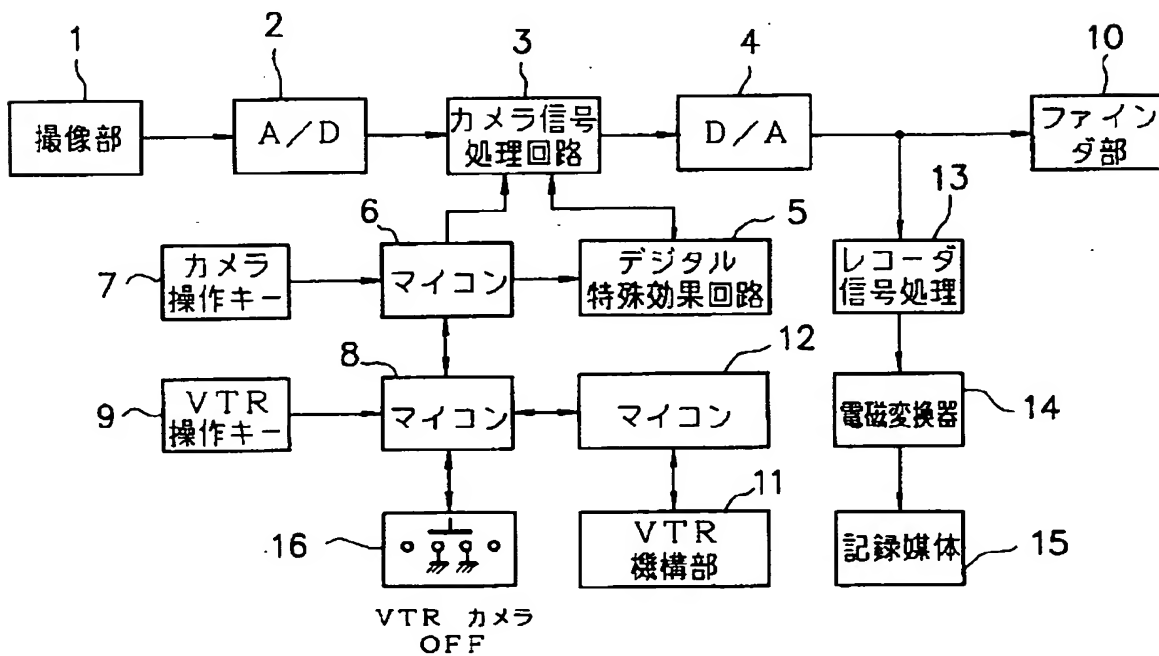 1
2
3
4
10
撮像部
A/D
カメラ信号
処理回路
D/A
ファイン
ダ部
6
5
13
7
カメラ
操作キー
マイコン
デジタル
特殊効果回路
レコーダ
信号処理
8
12
9
VTR
操作キー
マイコン
マイコン
電磁変換器
14
16
11
VTR
機構部
記録媒体
15
VTR カメラ
OFF